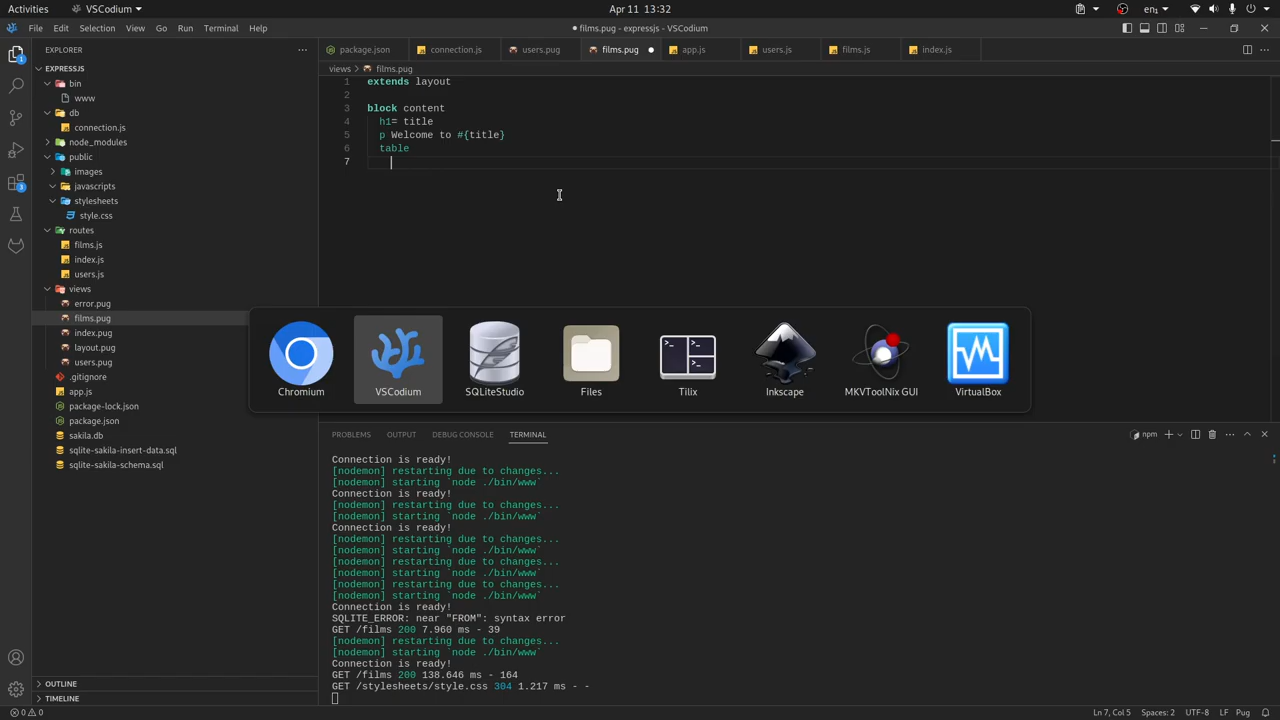 Activities VSCodium Apr 11 13:32 en1
File Edit Selection View Go Run Terminal Help ● films.pug - expressjs - VSCodium
EXPLORER ···
package.json connection.js users.pug films.pug app.js users.js films.js index.js
EXPRESSJS
bin
www
db
connection.js
node_modules
public
images
javascripts
stylesheets
style.css
routes
films.js
index.js
users.js
views
error.pug
films.pug
index.pug
layout.pug
users.pug
.gitignore
app.js
package-lock.json
package.json
sakila.db
sqlite-sakila-insert-data.sql
sqlite-sakila-schema.sql
OUTLINE
TIMELINE
1
3
views > films.pug
1 extends layout
2
3 block content
4 h1= title
5 p Welcome to #{title}
6 table
7
Chromium VSCodium SQLiteStudio Files Tilix Inkscape MKVToolNix GUI VirtualBox
PROBLEMS OUTPUT DEBUG CONSOLE TERMINAL npm
Connection is ready!
[nodemon] restarting due to changes...
[nodemon] starting `node ./bin/www`
Connection is ready!
[nodemon] restarting due to changes...
[nodemon] starting `node ./bin/www`
Connection is ready!
[nodemon] restarting due to changes...
[nodemon] starting `node ./bin/www`
[nodemon] restarting due to changes...
[nodemon] starting `node ./bin/www`
[nodemon] restarting due to changes...
[nodemon] starting `node ./bin/www`
Connection is ready!
SQLITE_ERROR: near "FROM": syntax error
GET /films 200 7.960 ms - 39
[nodemon] restarting due to changes...
[nodemon] starting `node ./bin/www`
Connection is ready!
GET /films 200 138.646 ms - 164
GET /stylesheets/style.css 304 1.217 ms - -
0 0 Ln 7, Col 5 Spaces: 2 UTF-8 LF Pug